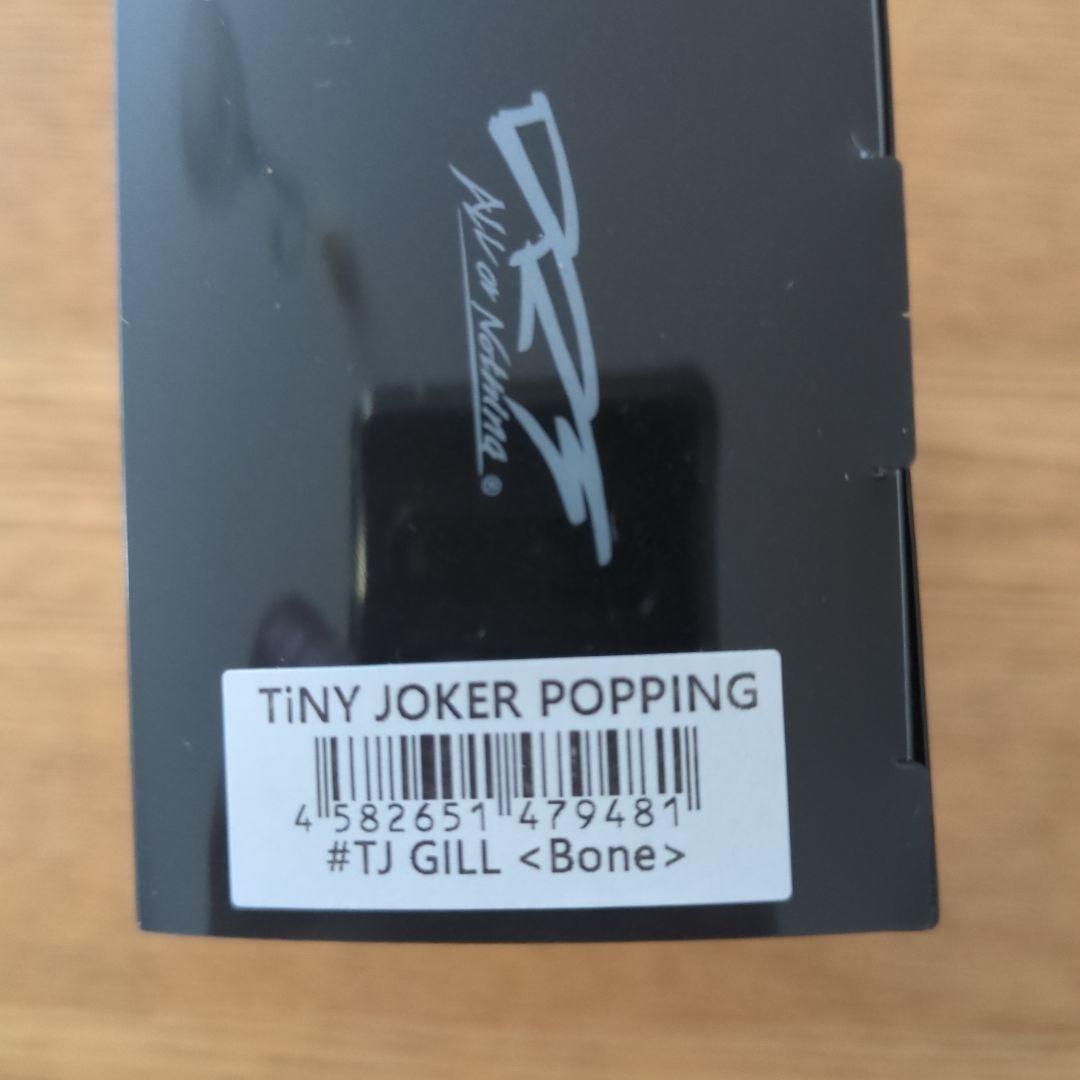 DRT
All or Nothing®
TiNY JOKER POPPING
4 582651 479481
#TJ GILL <Bone>